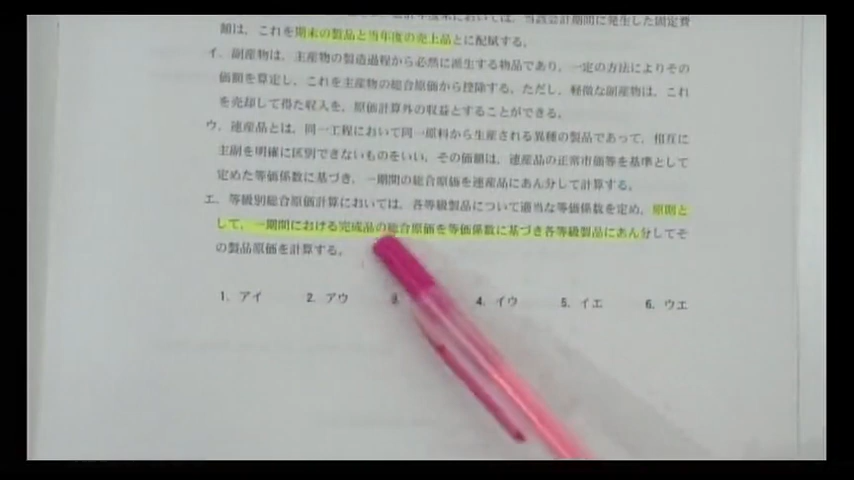 当該会計期間に発生した固定費
額は、これを期末の製品と当年度の売上品とに配賦する。
イ．副産物は、主産物の製造過程から必然に派生する物品であり、一定の方法によりその
価額を算定し、これを主産物の総合原価から控除する。ただし、軽微な副産物は、これ
を売却して得た収入を、原価計算外の収益とすることができる。
ウ．連産品とは、同一工程において同一原料から生産される異種の製品であって、相互に
主副を明確に区別できないものをいい、その価額は、連産品の正常市価等を基準として
定めた等価係数に基づき、一期間の総合原価を連産品にあん分して計算する。
エ．等級別総合原価計算においては、各等級製品について適当な等価係数を定め、原則と
して、一期間における完成品の総合原価を等価係数に基づき各等級製品にあん分してそ
の製品原価を計算する。
1．アイ 2．アウ 3 4．イウ 5．イエ 6．ウエ